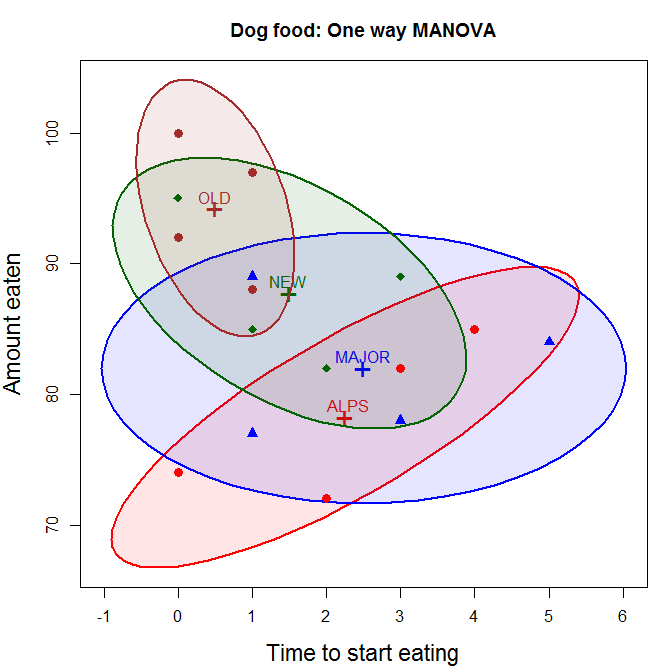 Dog food: One way MANOVA
Amount eaten
100
90
80
70
OLD
NEW
MAJOR
ALPS
-1 0 1 2 3 4 5 6
Time to start eating